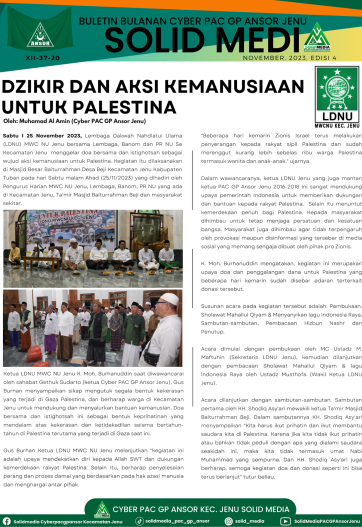 BULETIN BULANAN CYBER PAC GP ANSOR JENU
SOLID MEDIA
ANSOR
XII-37-20
NOVEMBER, 2023, EDISI 4
DZIKIR DAN AKSI KEMANUSIAAN
UNTUK PALESTINA
LDNU
MWCNU KEC. JENU
Oleh: Muhamad Al Amin (Cyber PAC GP Ansor Jenu)
Sabtu I 25 November 2023, Lembaga Dakwah Nahdlatul Ulama
(LDNU) MWC NU Jenu bersama Lembaga, Banom dan PR NU Se
Kecamatan Jenu menggelar doa bersama dan istighotsah sebagai
wujud aksi kemanusiaan untuk Palestina. Kegiatan itu dilaksanakan
di Masjid Besar Baiturrahman Desa Beji Kecamatan Jenu Kabupaten
Tuban pada hari Sabtu malam Ahad (25/11/2023) yang dihadiri oleh
Pengurus Harian MWC NU Jenu, Lembaga, Banom, PR NU yang ada
di Kecamatan Jenu, Ta'mir Masjid Baiturrahman Beji dan masyarakat
sekitar.
Ketua LDNU MWC NU Jenu K. Moh. Burhanuddin saat diwawancarai
oleh sahabat Gethuk Sudarto (ketua Cyber PAC GP Ansor Jenu), Gus
Burhan menyampaikan sikap mengutuk segala bentuk kekerasan
yang terjadi di Gaza Palestina, dan berharap warga di Kecamatan
Jenu untuk mendukung dan menyalurkan bantuan kemanusian. Doa
bersama dan istighotsah ini sebagai bentuk keprihatinan yang
mendalam atas kekerasan dan ketidakadilan selama bertahun-
tahun di Palestina terutama yang terjadi di Gaza saat ini.
Gus Burhan Ketua LDNU MWC NU Jenu melanjutkan "kegiatan ini
adalah upaya mendekatkan diri kepada Allah SWT dan dukungan
kemerdekaan rakyat Palestina. Selain itu, berharap penyelesaian
perang dan proses damai yang berdasarkan pada hak sosial manusia
dan menghargai antar pihak.
"Beberapa hari kemarin Zionis Israel terus melakukan
penyerangan kepada rakyat sipil Palestina dan sudah
merenggut kurang lebih sebelas ribu warga Palestina
termasuk wanita dan anak-anak," ujarnya.
Dalam wawancaranya, ketua LDNU Jenu yang juga mantan
ketua PAC GP Ansor Jenu 2016-2018 ini sangat mendukung
upaya pemerintah Indonesia untuk memberikan dukungan
dan bantuan kepada rakyat Palestina. Selain itu menuntut
kemerdekaan penuh bagi Palestina. Kepada masyarakat
dihimbau untuk tetap menjaga persatuan dan kesatuan
bangsa. Masyarakat juga dihimbau agar tidak terpengaruh
oleh provokasi maupun disinformasi yang tersebar di media
sosial yang memang sengaja dibuat oleh pihak pro Zionis.
K. Moh. Burhanuddin mengatakan, kegiatan ini merupakan
upaya doa dan penggalangan dana untuk Palestina yang
beberapa hari kemarin sudah disebar edaran terterkait
donasi tersebut.
Susunan acara pada kegiatan tersebut adalah: Pembukaan,
Sholawat Mahallul Qiyam & Menyanyikan lagu Indonesia Raya,
Sambutan-sambutan, Pembacaan Hizbun Nashr dan
Penutup.
Acara dimulai dengan pembukaan oleh MC Ustadz M.
Maftuhin (Sekretaris LDNU Jenu), kemudian dilanjutkan
dengan pembacaan Sholawat Mahallul Qiyam & lagu
Indonesia Raya oleh Ustadz Musthofa (Wakil Ketua LDNU
Jenu).
Acara dilanjutkan dengan sambutan-sambutan. Sambutan
pertama oleh KH. Shodiq Asy'ari mewakili ketua Ta'mir Masjid
Baiturrahman Beji. Dalam sambutannya KH. Shodiq Asy'ari
menyampaikan "Kita harus ikut prihatin dan ikut membantu
saudara kita di Palestina. Karena jika kita tidak ikut prihatin
atau bahkan tidak peduli dengan apa yang dialami saudara
seakidah ini, maka kita tidak termasuk umat Nabi
Muhammad yang sempurna. Dan KH. Shodiq Asy'ari juga
berharap, semoga kegiatan doa dan donasi seperti ini bisa
terus berlanjut" tutur beliau.
CYBER PAC GP ANSOR JENU SOLID MEDIA
SolidMedia Cyberpacgpansor Kecamatan Jenu
solidmedia_pac_gp_ansor
solidmedia
solidmedia